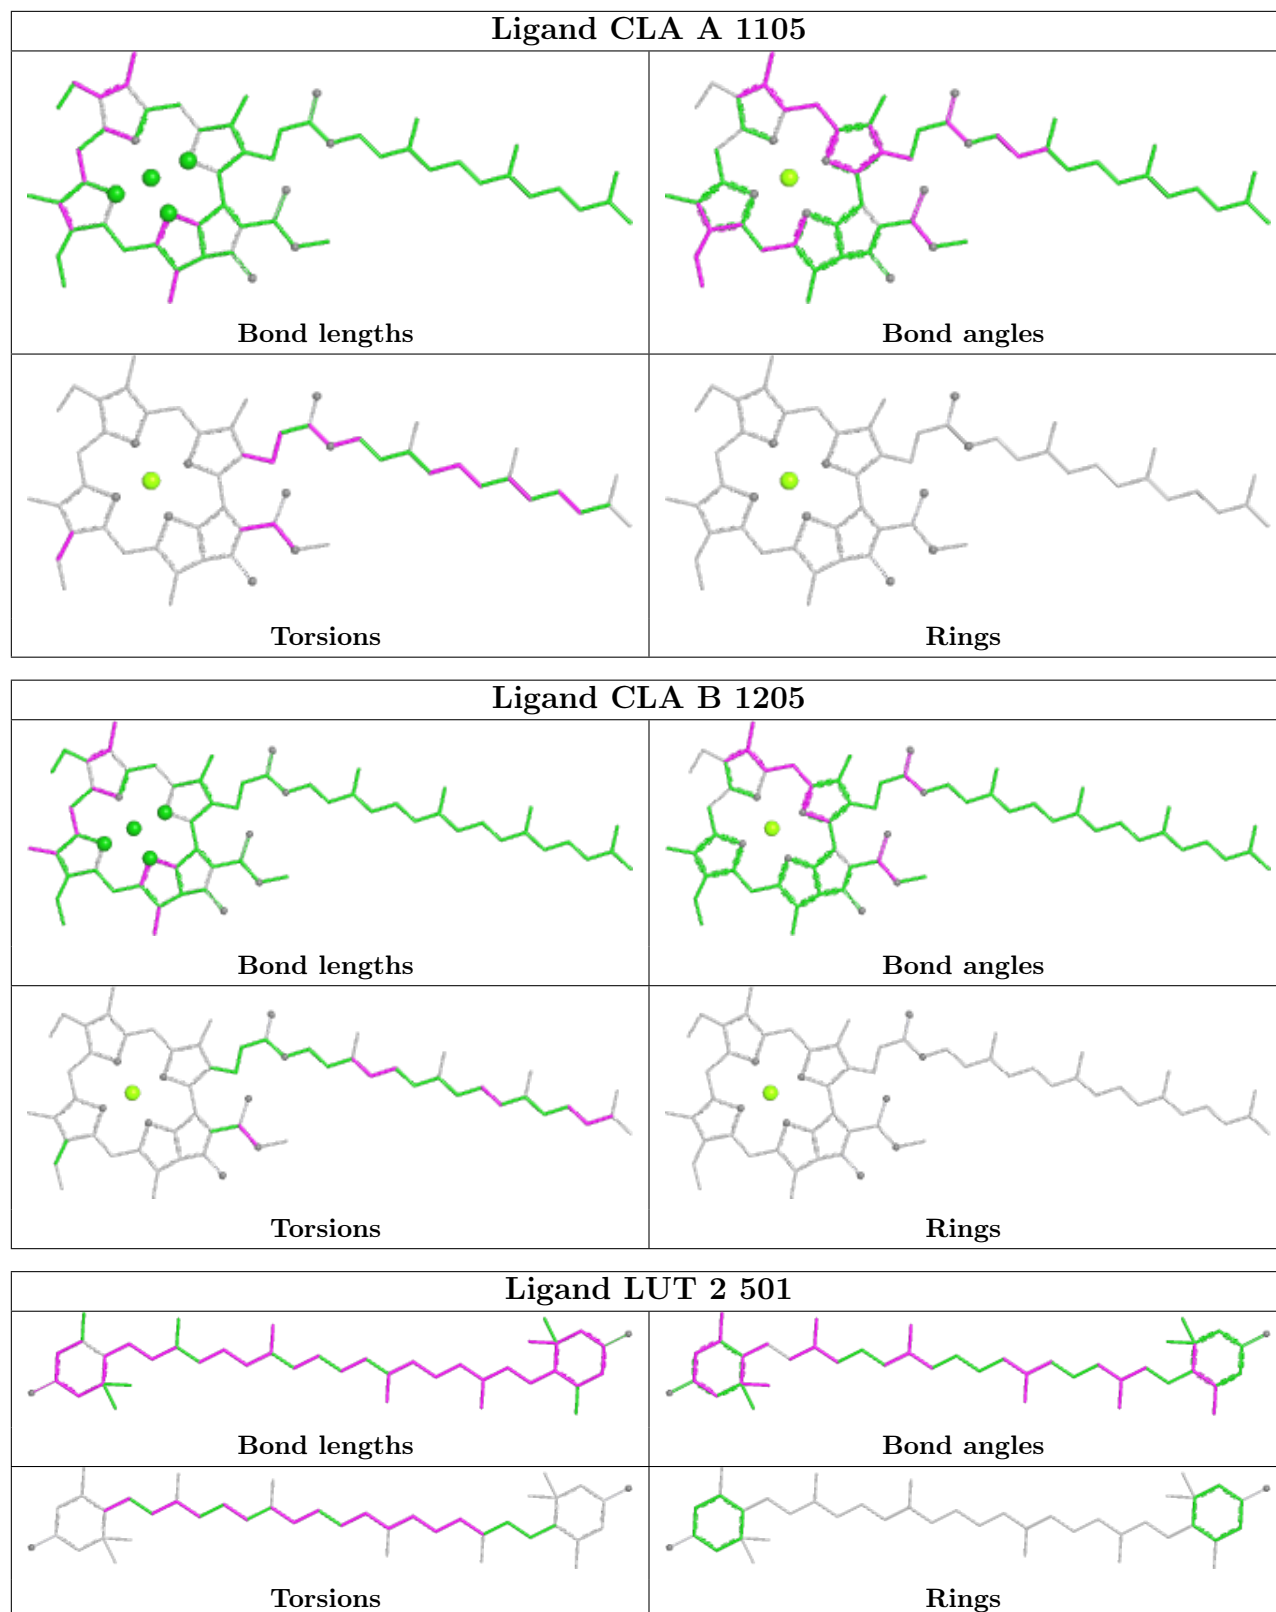 Ligand CLA A 1105
Bond lengths
Bond angles
Torsions
Rings
Ligand CLA B 1205
Bond lengths
Bond angles
Torsions
Rings
Ligand LUT 2 501
Bond lengths
Bond angles
Torsions
Rings